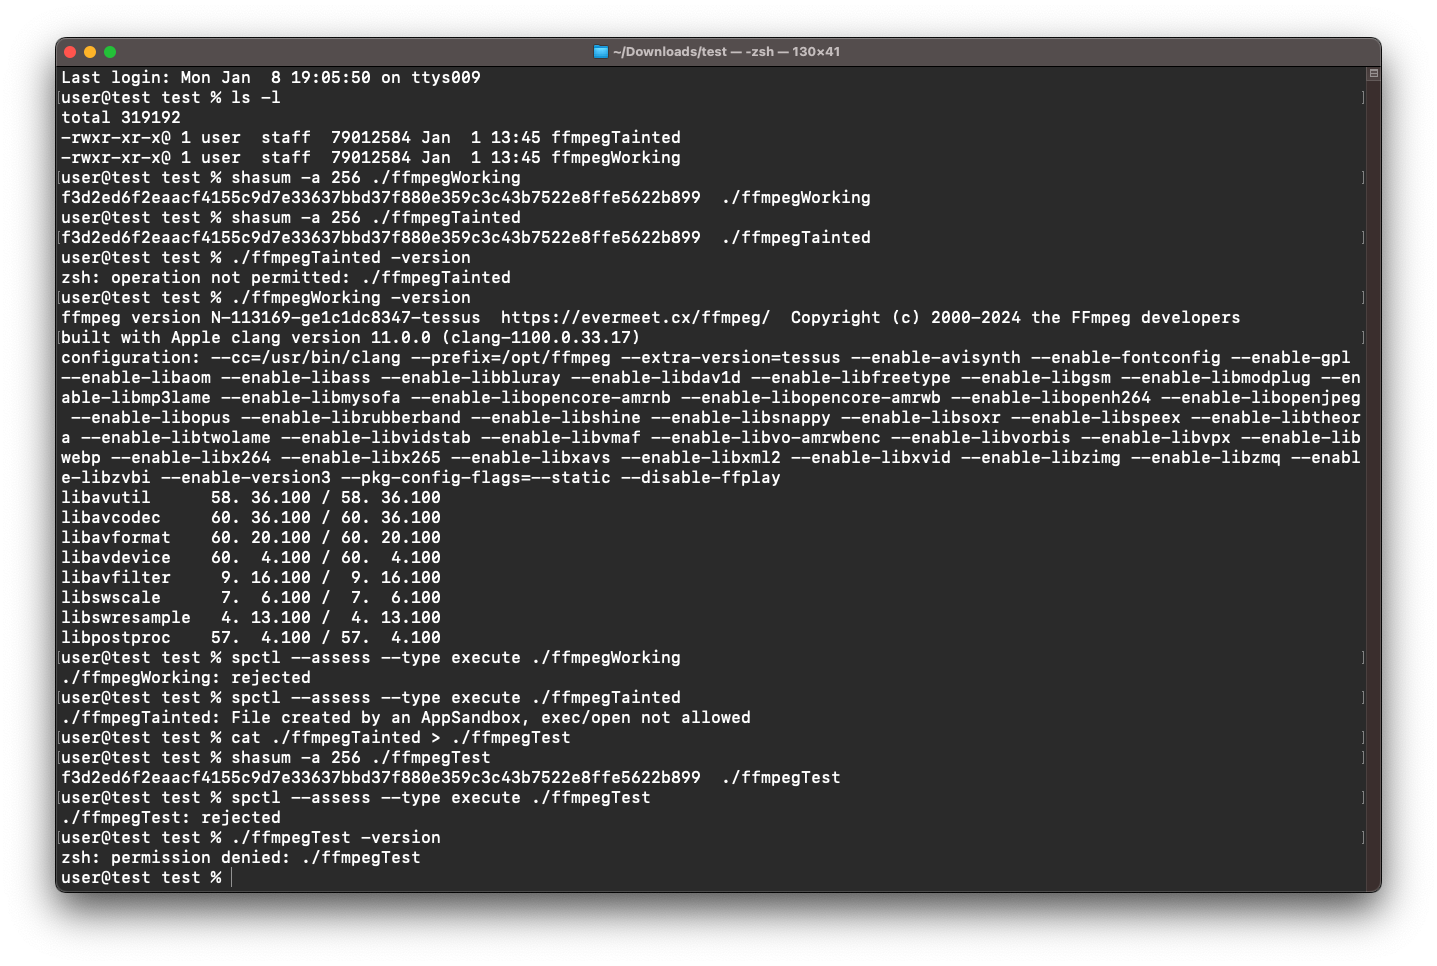 ~/Downloads/test — -zsh — 130×41
Last login: Mon Jan  8 19:05:50 on ttys009
[user@test test % ls -l ]
total 319192
-rwxr-xr-x@ 1 user  staff  79012584 Jan  1 13:45 ffmpegTainted
-rwxr-xr-x@ 1 user  staff  79012584 Jan  1 13:45 ffmpegWorking
[user@test test % shasum -a 256 ./ffmpegWorking ]
f3d2ed6f2eaacf4155c9d7e33637bbd37f880e359c3c43b7522e8ffe5622b899  ./ffmpegWorking
user@test test % shasum -a 256 ./ffmpegTainted
[f3d2ed6f2eaacf4155c9d7e33637bbd37f880e359c3c43b7522e8ffe5622b899  ./ffmpegTainted ]
user@test test % ./ffmpegTainted -version
zsh: operation not permitted: ./ffmpegTainted
[user@test test % ./ffmpegWorking -version ]
ffmpeg version N-113169-ge1c1dc8347-tessus  https://evermeet.cx/ffmpeg/  Copyright (c) 2000-2024 the FFmpeg developers
[built with Apple clang version 11.0.0 (clang-1100.0.33.17) ]
configuration: --cc=/usr/bin/clang --prefix=/opt/ffmpeg --extra-version=tessus --enable-avisynth --enable-fontconfig --enable-gpl
--enable-libaom --enable-libass --enable-libbluray --enable-libdav1d --enable-libfreetype --enable-libgsm --enable-libmodplug --en
able-libmp3lame --enable-libmysofa --enable-libopencore-amrnb --enable-libopencore-amrwb --enable-libopenh264 --enable-libopenjpeg
 --enable-libopus --enable-librubberband --enable-libshine --enable-libsnappy --enable-libsoxr --enable-libspeex --enable-libtheor
a --enable-libtwolame --enable-libvidstab --enable-libvmaf --enable-libvo-amrwbenc --enable-libvorbis --enable-libvpx --enable-lib
webp --enable-libx264 --enable-libx265 --enable-libxavs --enable-libxml2 --enable-libxvid --enable-libzimg --enable-libzmq --enabl
e-libzvbi --enable-version3 --pkg-config-flags=--static --disable-ffplay
libavutil      58. 36.100 / 58. 36.100
libavcodec     60. 36.100 / 60. 36.100
libavformat    60. 20.100 / 60. 20.100
libavdevice    60.  4.100 / 60.  4.100
libavfilter     9. 16.100 /  9. 16.100
libswscale      7.  6.100 /  7.  6.100
libswresample   4. 13.100 /  4. 13.100
libpostproc    57.  4.100 / 57.  4.100
[user@test test % spctl --assess --type execute ./ffmpegWorking ]
./ffmpegWorking: rejected
[user@test test % spctl --assess --type execute ./ffmpegTainted ]
./ffmpegTainted: File created by an AppSandbox, exec/open not allowed
[user@test test % cat ./ffmpegTainted > ./ffmpegTest ]
[user@test test % shasum -a 256 ./ffmpegTest ]
f3d2ed6f2eaacf4155c9d7e33637bbd37f880e359c3c43b7522e8ffe5622b899  ./ffmpegTest
[user@test test % spctl --assess --type execute ./ffmpegTest ]
./ffmpegTest: rejected
[user@test test % ./ffmpegTest -version ]
zsh: permission denied: ./ffmpegTest
user@test test %